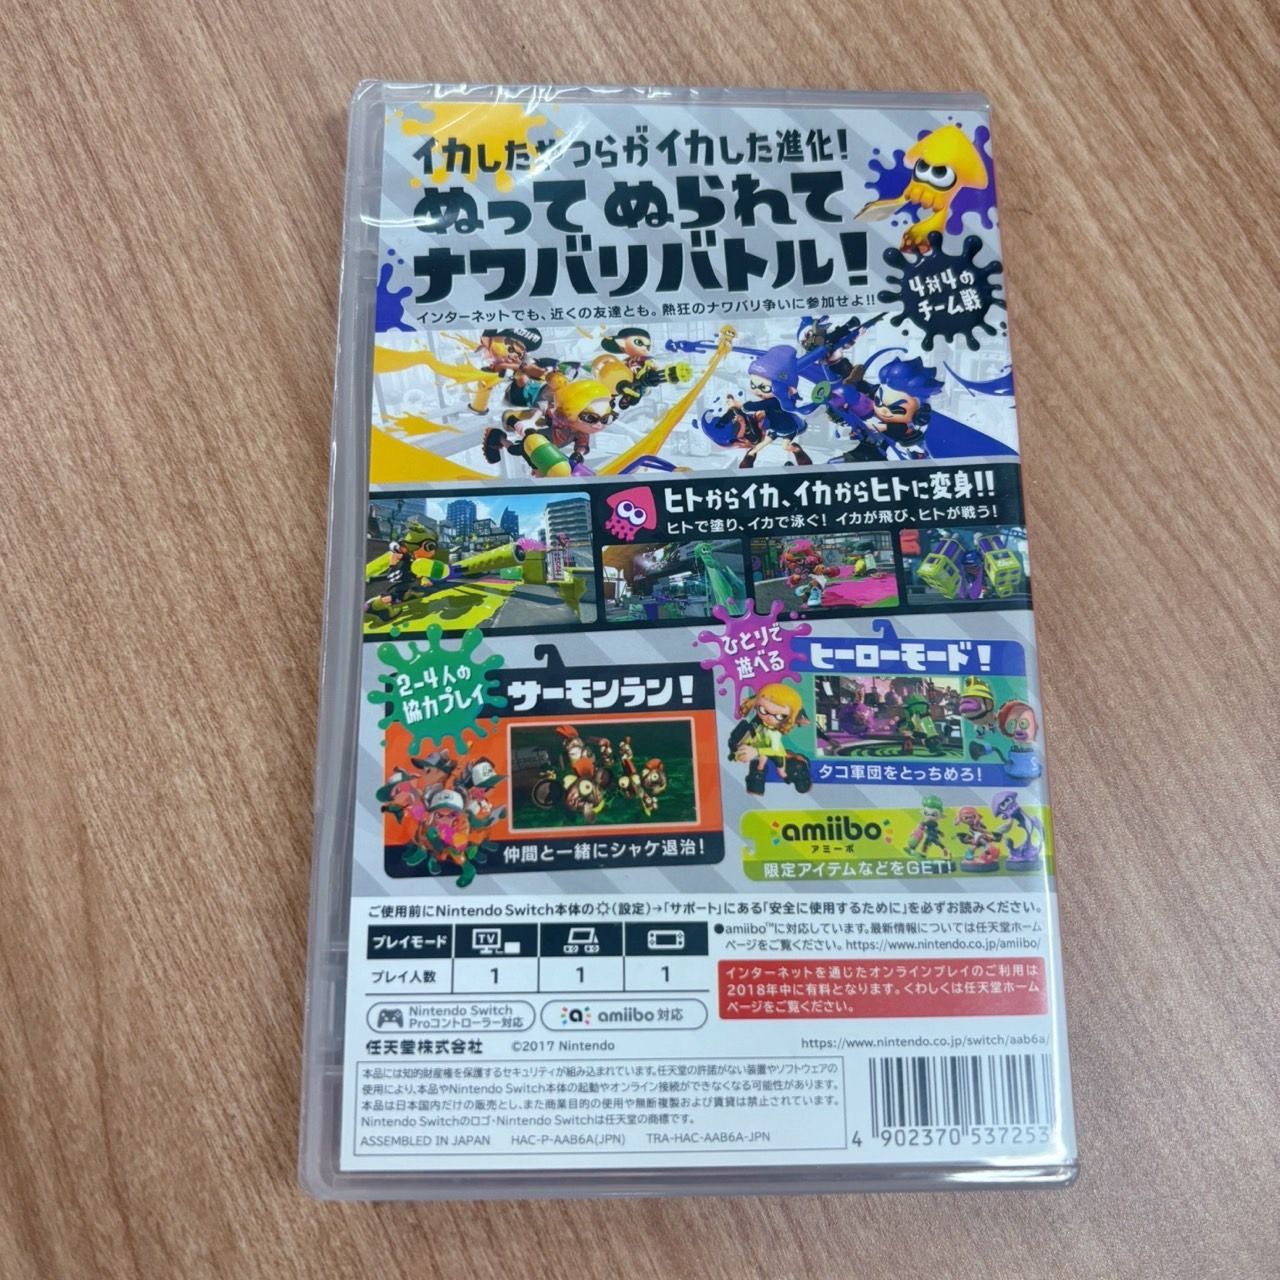 イカしたやつらがイカした進化!
ぬって ぬられて
ナワバリバトル!
インターネットでも、近くの友達とも。熱狂のナワバリ争いに参加せよ!!
4対4の
チーム戦
ヒトからイカ、イカからヒトに変身!!
ヒトで塗り、イカで泳ぐ! イカが飛び、ヒトが戦う!
2-4人の
協力プレイ
サーモンラン!
仲間と一緒にシャケ退治!
ひとりで
遊べる
ヒーローモード!
タコ軍団をとっちめろ!
amiibo
アミーボ
限定アイテムなどをGET!
ご使用前にNintendo Switch本体の(設定)→「サポート」にある「安全に使用するために」を必ずお読みください。
プレイモード TV
プレイ人数 1 1 1
●amiibo™に対応しています。最新情報については任天堂ホーム
ページをご覧ください。https://www.nintendo.co.jp/amiibo/
インターネットを通じたオンラインプレイのご利用は
2018年中に有料となります。くわしくは任天堂ホーム
ページをご覧ください。
Nintendo Switch
Proコントローラー対応
amiibo 対応
任天堂株式会社 ©2017 Nintendo
https://www.nintendo.co.jp/switch/aab6a/
本品には知的財産権を保護するセキュリティが組み込まれています。任天堂の許諾がない装置やソフトウェアの
使用により、本品やNintendo Switch本体の起動やオンライン接続ができなくなる可能性があります。
本品は日本国内だけの販売とし、また商業目的の使用や無断複製および賃貸は禁止されています。
Nintendo Switchのロゴ・Nintendo Switchは任天堂の商標です。
ASSEMBLED IN JAPAN HAC-P-AAB6A(JPN) TRA-HAC-AAB6A-JPN
4 902370 537253